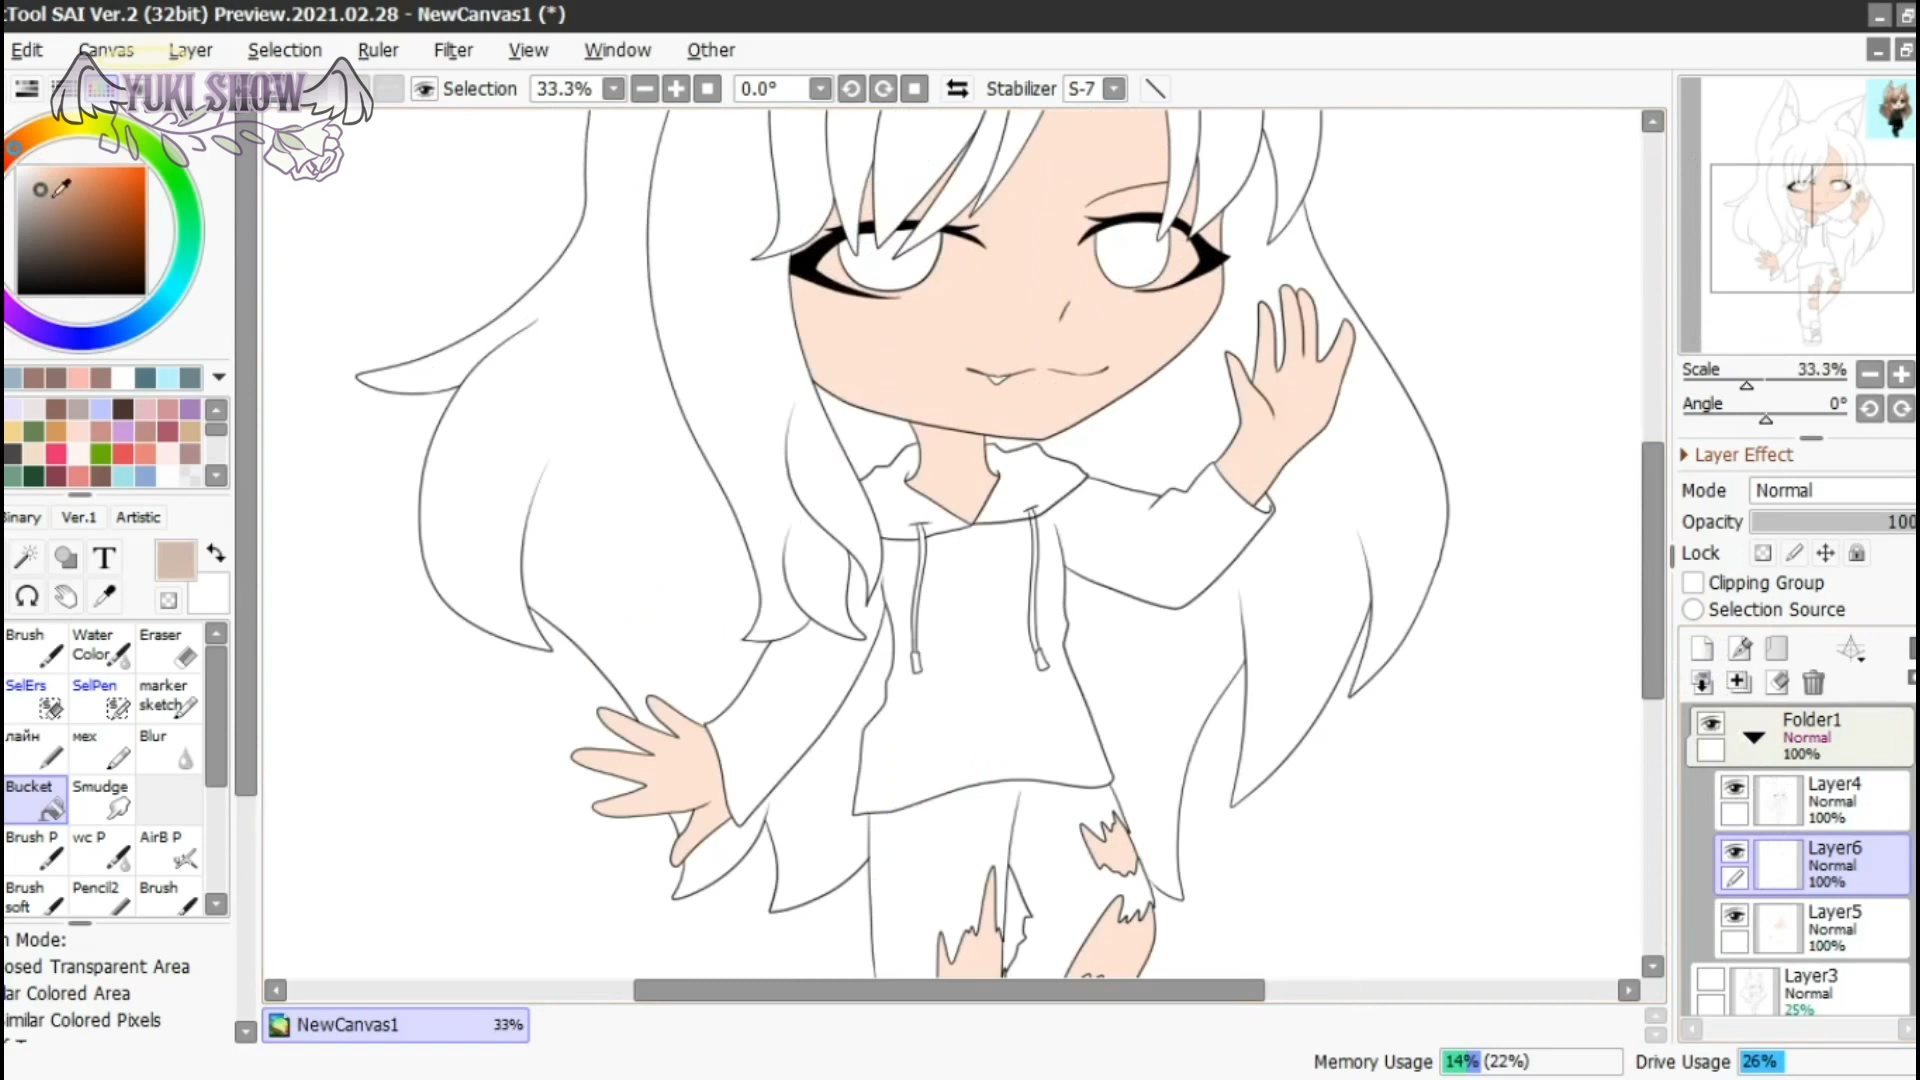 Tool SAI Ver.2 (32bit) Preview.2021.02.28 - NewCanvas1 (*)
Edit Canvas Layer Selection Ruler Filter View Window Other
YUKI SHOW
Selection 33.3% 0.0° Stabilizer S-7
Scale 33.3%
Angle 0°
Layer Effect
Mode Normal
Opacity 100
Lock
Clipping Group
Selection Source
Folder1
Normal
100%
Layer4
Normal
100%
Layer6
Normal
100%
Layer5
Normal
100%
Layer3
Normal
25%
inary Ver.1 Artistic
T
Brush Water Color Eraser
SelErs SelPen marker sketch
лайн мех Blur
Bucket Smudge
Brush P wc P AirB P
Brush soft Pencil2 Brush
n Mode:
osed Transparent Area
lar Colored Area
imilar Colored Pixels
NewCanvas1 33%
Memory Usage 14% (22%) Drive Usage 26%